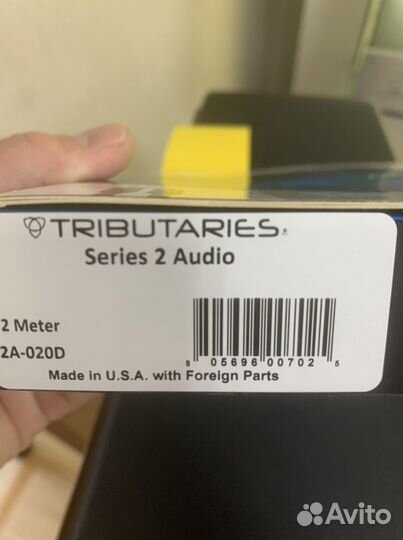 TRIBUTARIES®
Series 2 Audio
2 Meter
2A-020D
8 05696 00702 5
Made in U.S.A. with Foreign Parts
Avito